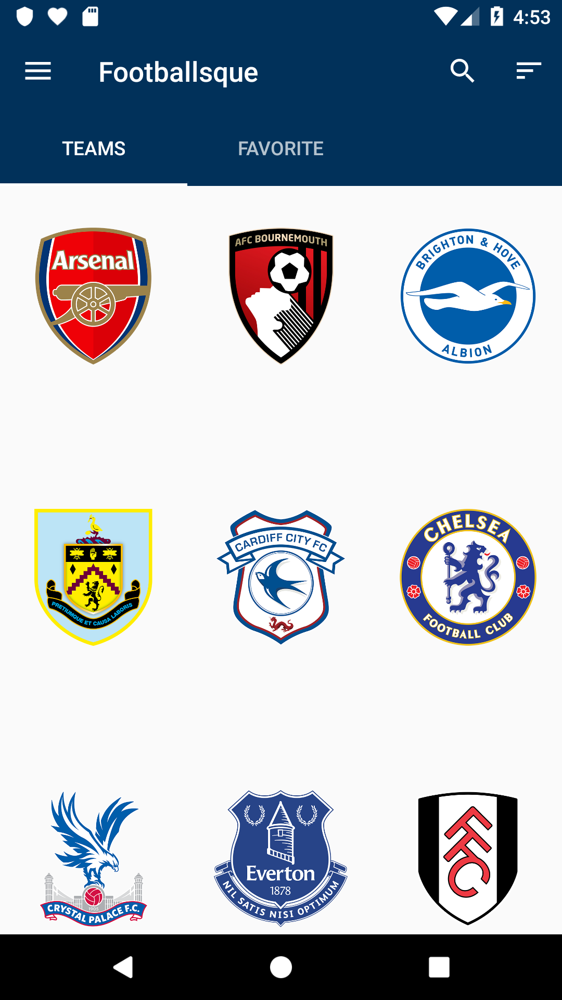 4:53
Footballsque
TEAMS
FAVORITE
Arsenal
AFC BOURNEMOUTH
BRIGHTON & HOVE
ALBION
PRETIUMQUE ET CAUSA LABORIS
CARDIFF CITY FC
CHELSEA
FOOTBALL CLUB
1905
CRYSTAL PALACE F.C.
Everton
1878
NIL SATIS NISI OPTIMUM
FFC